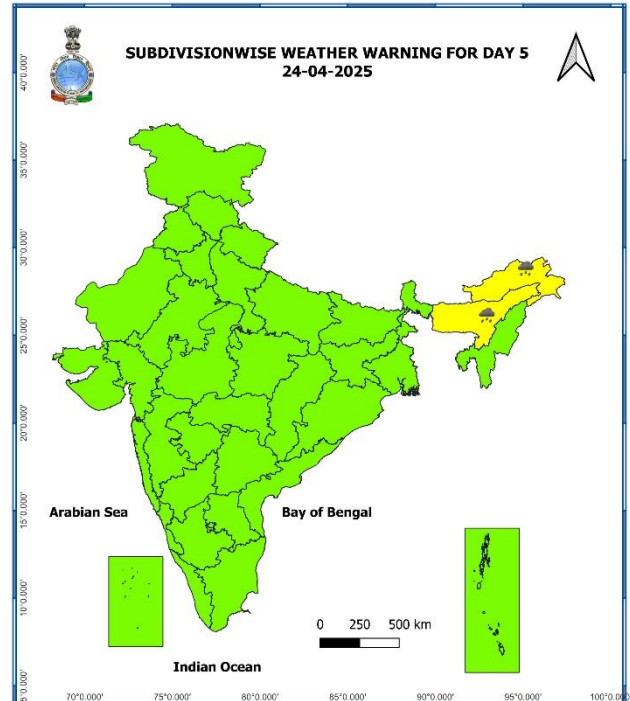 SUBDIVISIONWISE WEATHER WARNING FOR DAY 5
24-04-2025
40°0.000'
35°0.000'
30°0.000'
25°0.000'
20°0.000'
15°0.000'
10°0.000'
5°0.000'
Arabian Sea
Bay of Bengal
0 250 500 km
Indian Ocean
70°0.000' 75°0.000' 80°0.000' 85°0.000' 90°0.000' 95°0.000' 100°0.000'